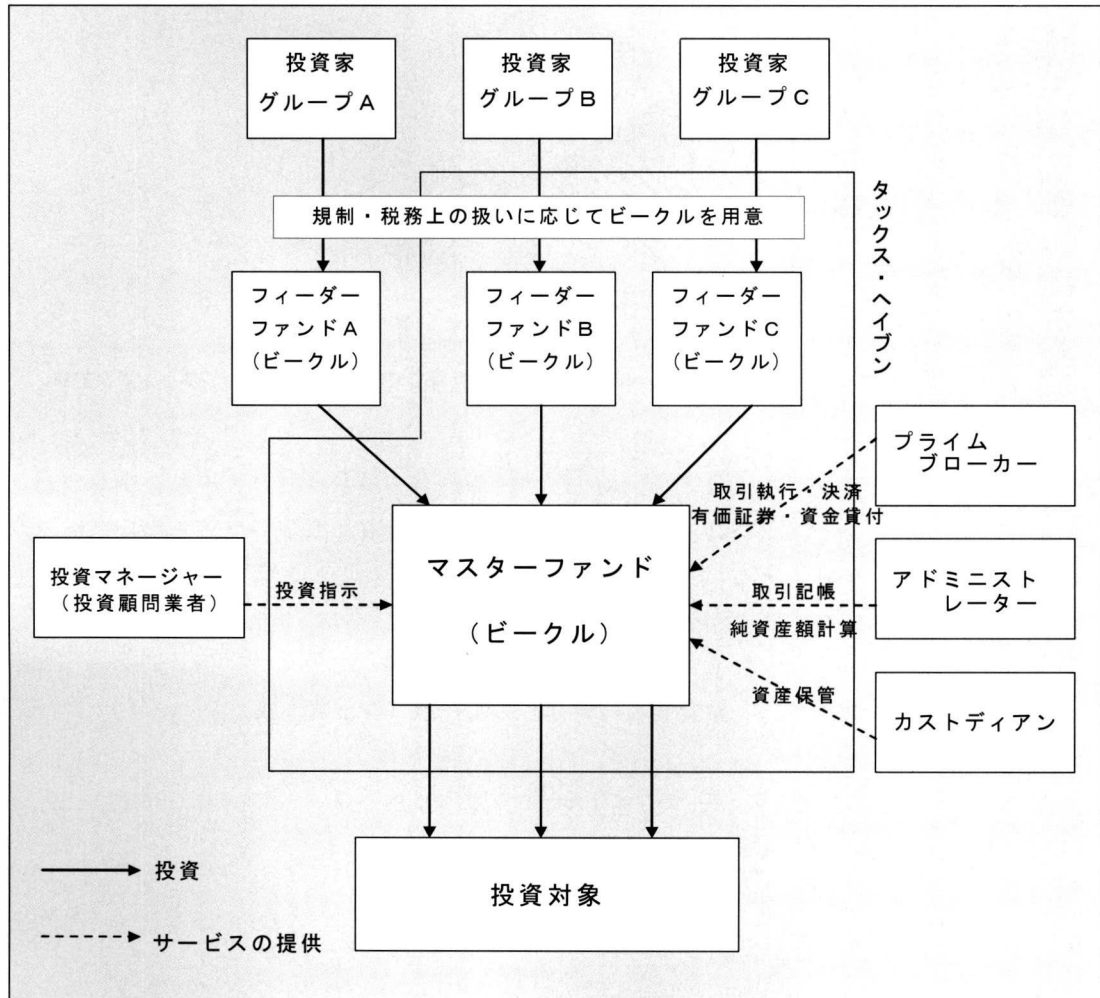 投資家
グループA
投資家
グループB
投資家
グループC
規制・税務上の扱いに応じてビークルを用意
タックス・ヘイブン
フィーダー
ファンドA
(ビークル)
フィーダー
ファンドB
(ビークル)
フィーダー
ファンドC
(ビークル)
プライム
ブローカー
取引執行・決済
有価証券・資金貸付
投資マネージャー
(投資顧問業者)
投資指示
マスターファンド
(ビークル)
取引記帳
純資産額計算
アドミニスト
レーター
資産保管
カストディアン
投資対象
投資
サービスの提供